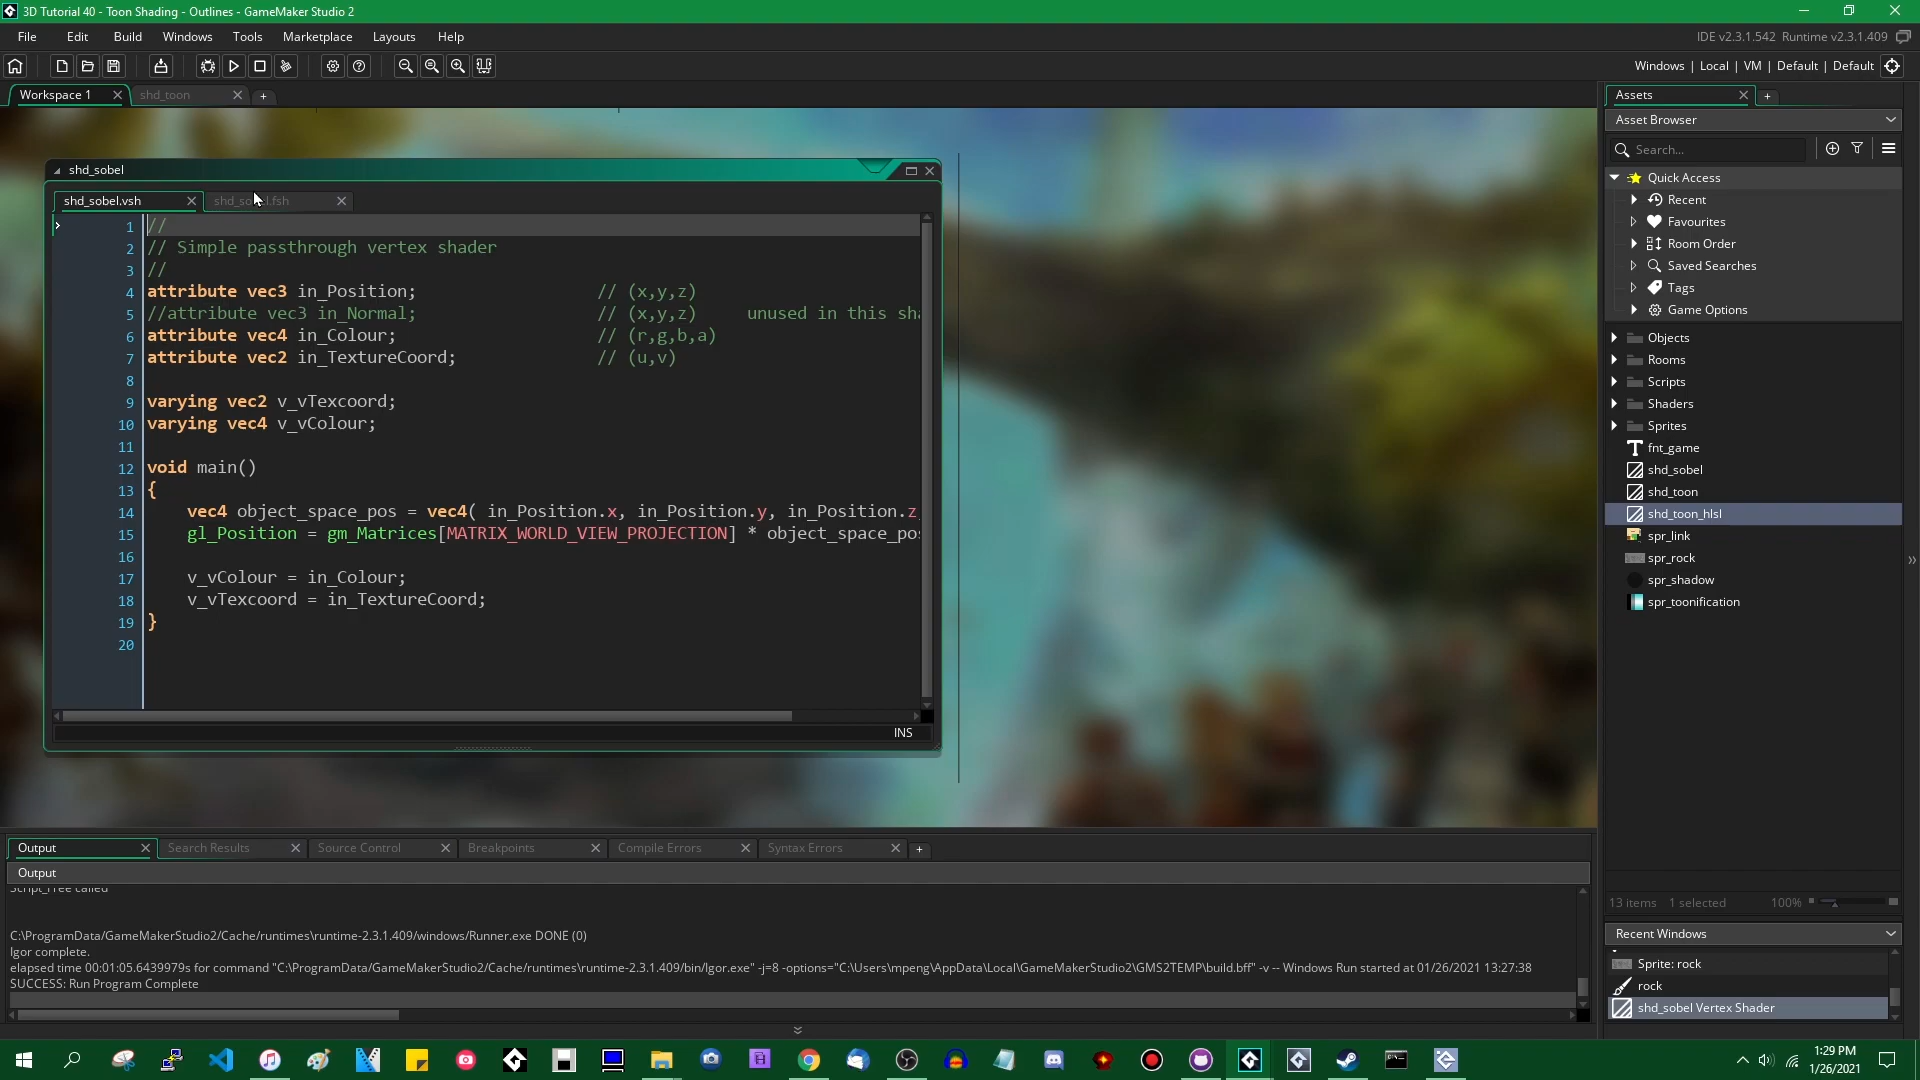 3D Tutorial 40 - Toon Shading - Outlines - GameMaker Studio 2
File Edit Build Windows Tools Marketplace Layouts Help
IDE v2.3.1.542 Runtime v2.3.1.409
Windows | Local | VM | Default | Default
Workspace 1 shd_toon
shd_sobel
shd_sobel.vsh shd_sobel.fsh
1 //
2 // Simple passthrough vertex shader
3 //
4 attribute vec3 in_Position; // (x,y,z)
5 //attribute vec3 in_Normal; // (x,y,z) unused in this sha
6 attribute vec4 in_Colour; // (r,g,b,a)
7 attribute vec2 in_TextureCoord; // (u,v)
8
9 varying vec2 v_vTexcoord;
10 varying vec4 v_vColour;
11
12 void main()
13 {
14 vec4 object_space_pos = vec4( in_Position.x, in_Position.y, in_Position.z,
15 gl_Position = gm_Matrices[MATRIX_WORLD_VIEW_PROJECTION] * object_space_pos
16
17 v_vColour = in_Colour;
18 v_vTexcoord = in_TextureCoord;
19 }
20
INS
Assets
Asset Browser
Search...
Quick Access
Recent
Favourites
Room Order
Saved Searches
Tags
Game Options
Objects
Rooms
Scripts
Shaders
Sprites
fnt_game
shd_sobel
shd_toon
shd_toon_hlsl
spr_link
spr_rock
spr_shadow
spr_toonification
13 items 1 selected 100%
Recent Windows
Sprite: rock
rock
shd_sobel Vertex Shader
Output Search Results Source Control Breakpoints Compile Errors Syntax Errors
Output
Script_Free called
C:\ProgramData/GameMakerStudio2/Cache/runtimes\runtime-2.3.1.409/windows/Runner.exe DONE (0)
Igor complete.
elapsed time 00:01:05.6439979s for command "C:\ProgramData/GameMakerStudio2/Cache/runtimes\runtime-2.3.1.409/bin/Igor.exe" -j=8 -options="C:\Users\mpeng\AppData\Local\GameMakerStudio2\GMS2TEMP\build.bff" -v -- Windows Run started at 01/26/2021 13:27:38
SUCCESS: Run Program Complete
1:29 PM
1/26/2021